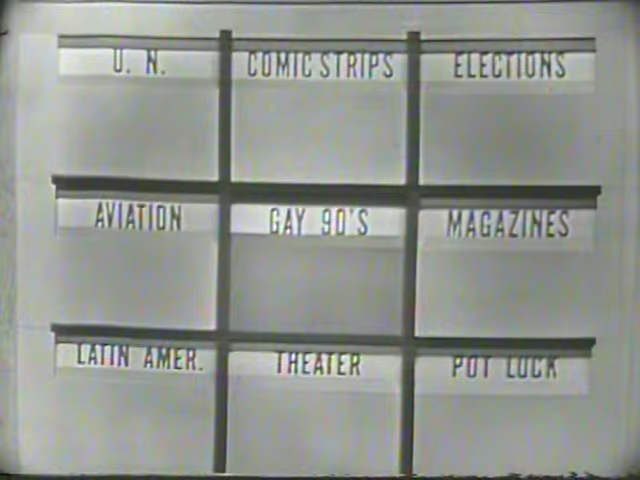 U. N.
COMIC STRIPS
ELECTIONS
AVIATION
GAY 90'S
MAGAZINES
LATIN AMER.
THEATER
POT LUCK